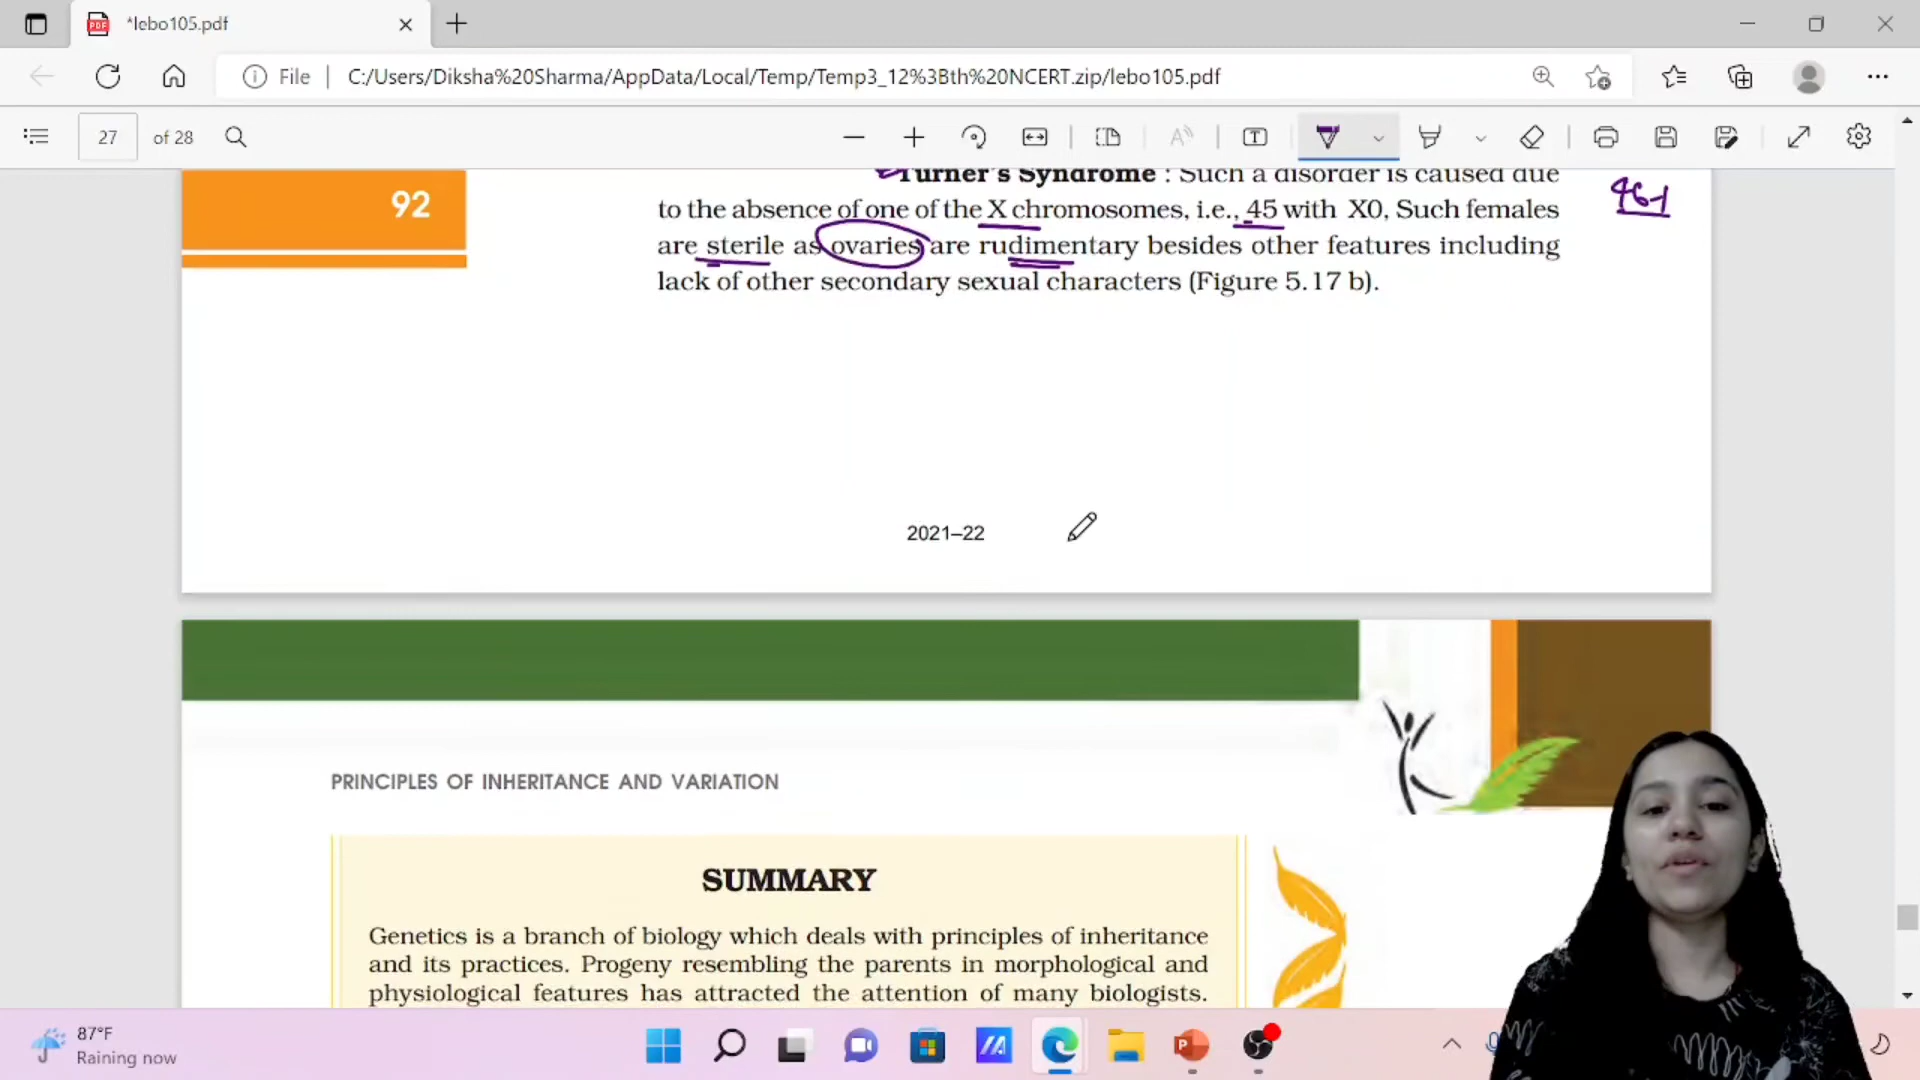 *lebo105.pdf
File
C:/Users/Diksha%20Sharma/AppData/Local/Temp/Temp3_12%3Bth%20NCERT.zip/lebo105.pdf
27
of 28
92
Turner's Syndrome : Such a disorder is caused due
to the absence of one of the X chromosomes, i.e., 45 with X0, Such females
are sterile as ovaries are rudimentary besides other features including
lack of other secondary sexual characters (Figure 5.17 b).
46-1
2021–22
PRINCIPLES OF INHERITANCE AND VARIATION
SUMMARY
Genetics is a branch of biology which deals with principles of inheritance
and its practices. Progeny resembling the parents in morphological and
physiological features has attracted the attention of many biologists.
87°F
Raining now